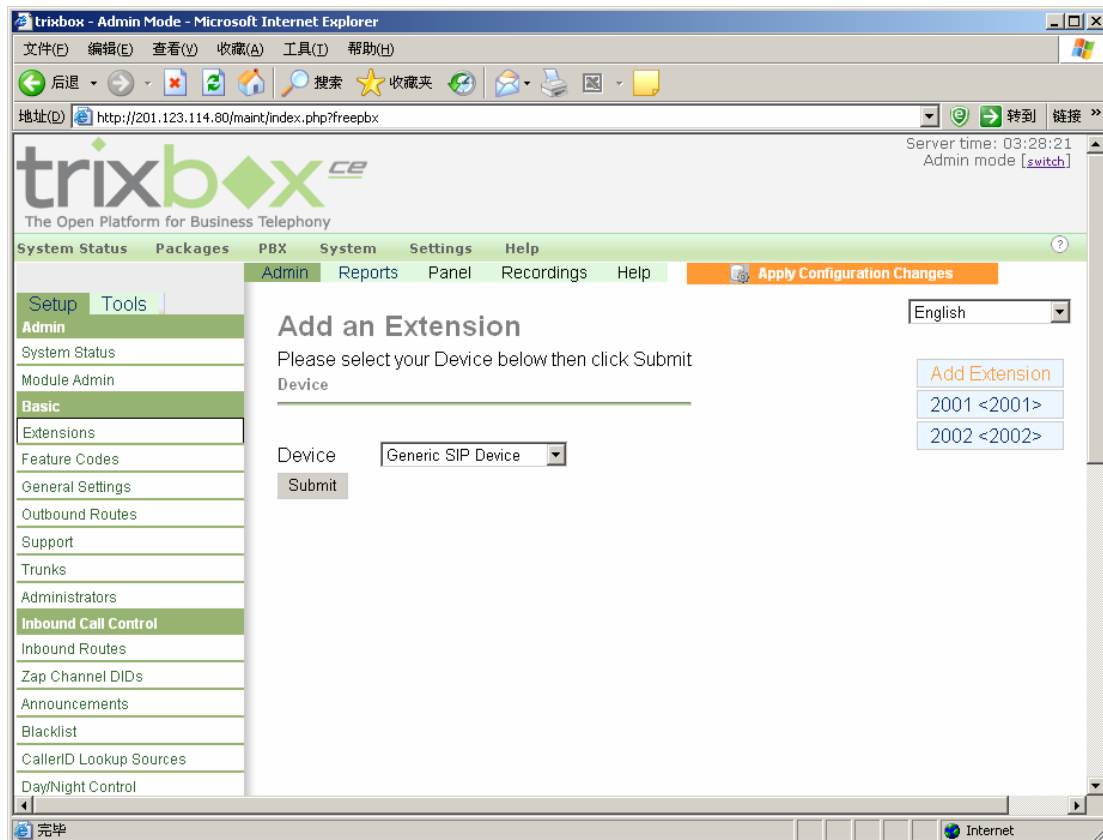 trixbox - Admin Mode - Microsoft Internet Explorer
文件(F) 编辑(E) 查看(V) 收藏(A) 工具(T) 帮助(H)
后退 搜索 收藏夹
地址(D) http://201.123.114.80/maint/index.php?freepbx 转到 链接 »
Server time: 03:28:21
Admin mode [switch]
trixbox ce
The Open Platform for Business Telephony
System Status Packages PBX System Settings Help ?
Admin Reports Panel Recordings Help Apply Configuration Changes
Setup Tools
English
Admin
System Status
Module Admin
Basic
Extensions
Feature Codes
General Settings
Outbound Routes
Support
Trunks
Administrators
Inbound Call Control
Inbound Routes
Zap Channel DIDs
Announcements
Blacklist
CallerID Lookup Sources
Day/Night Control
Add an Extension
Please select your Device below then click Submit
Device
Device Generic SIP Device
Submit
Add Extension
2001 <2001>
2002 <2002>
完毕 Internet